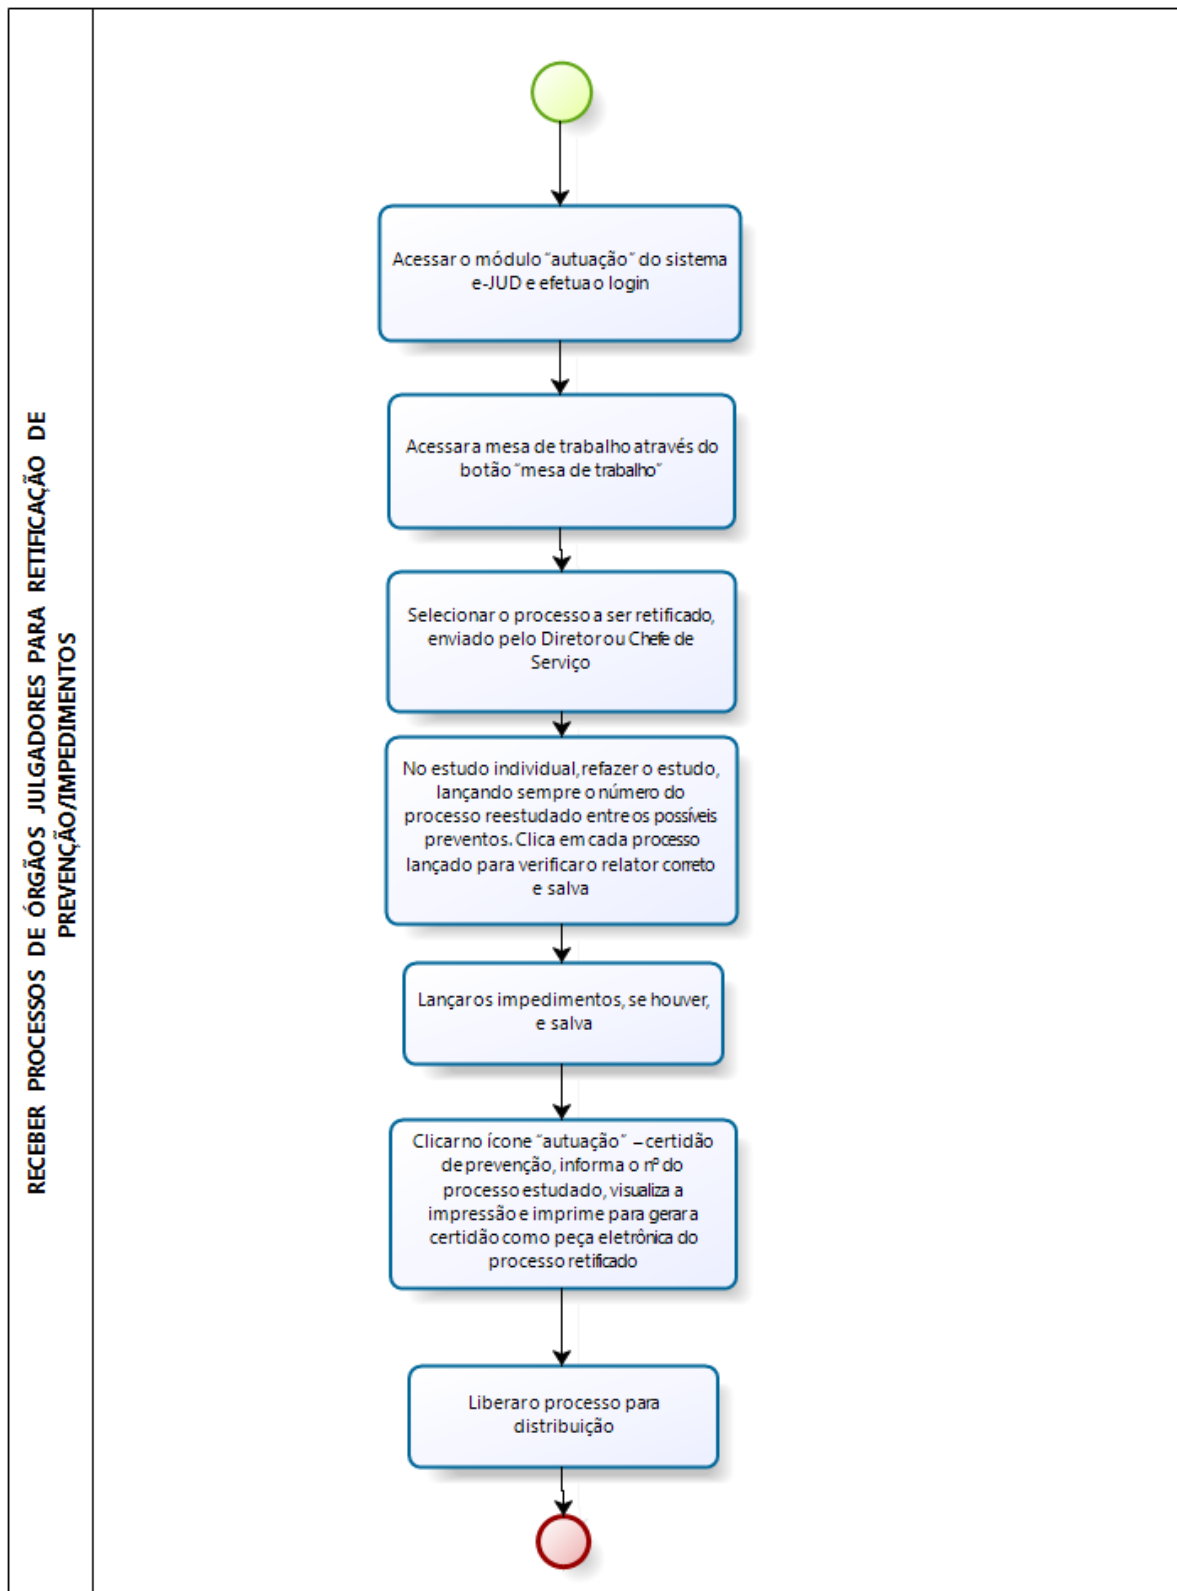 RECEBER PROCESSOS DE ÓRGÃOS JULGADORES PARA RETIFICAÇÃO DE
PREVENÇÃO/IMPEDIMENTOS
Acessar o módulo “autuação” do sistema
e-JUD e efetua o login
Acessar a mesa de trabalho através do
botão “mesa de trabalho”
Selecionar o processo a ser retificado,
enviado pelo Diretor ou Chefe de
Serviço
No estudo individual, refazer o estudo,
lançando sempre o número do
processo reestudado entre os possíveis
preventos. Clica em cada processo
lançado para verificar o relator correto
e salva
Lançar os impedimentos, se houver,
e salva
Clicar no ícone “autuação” – certidão
de prevenção, informa o nº do
processo estudado, visualiza a
impressão e imprime para gerar a
certidão como peça eletrônica do
processo retificado
Liberar o processo para
distribuição